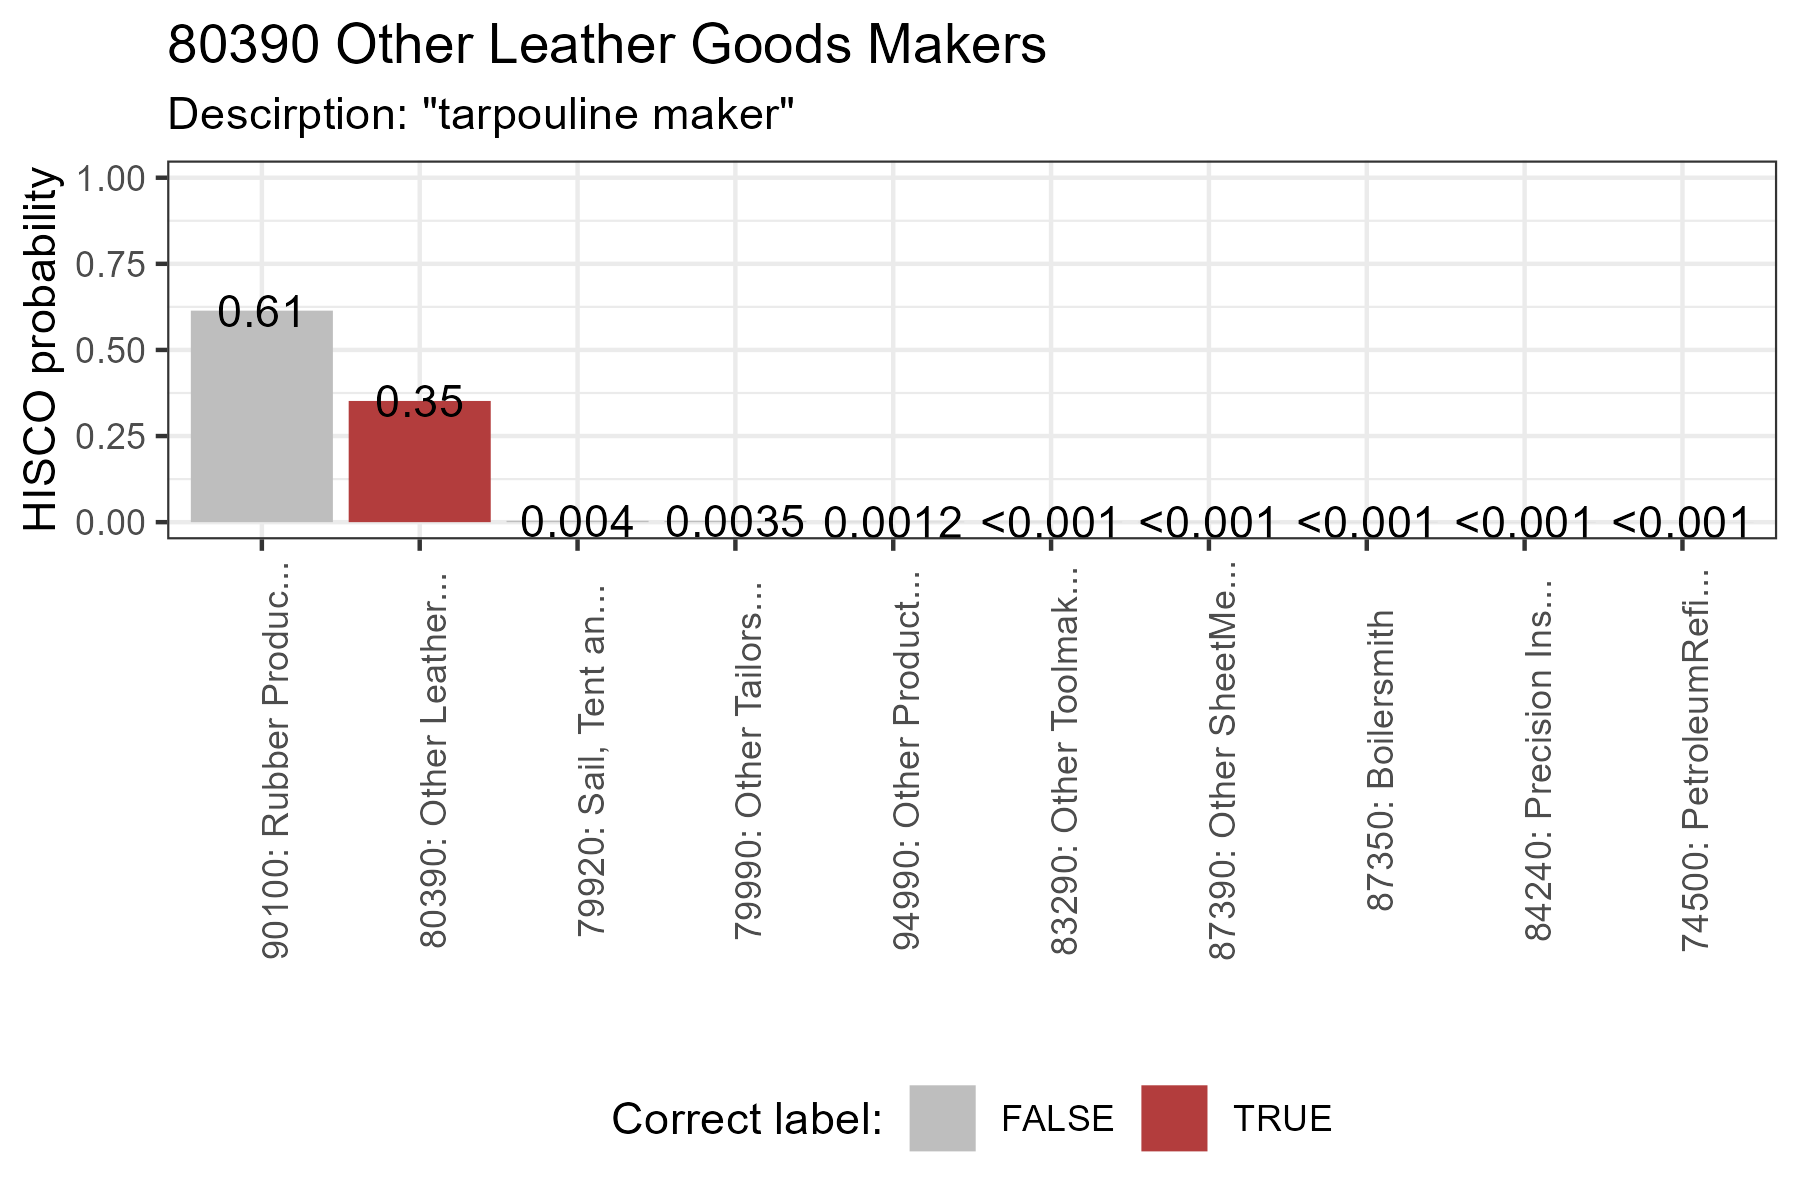 80390 Other Leather Goods Makers
Descirption: "tarpouline maker"
HISCO probability
1.00
0.75
0.50
0.25
0.00
0.61
0.35
0.004
0.0035
0.0012
<0.001
<0.001
<0.001
<0.001
<0.001
90100: Rubber Produc...
80390: Other Leather...
79920: Sail, Tent an...
79990: Other Tailors...
94990: Other Product...
83290: Other Toolmak...
87390: Other SheetMe...
87350: Boilersmith
84240: Precision Ins...
74500: PetroleumRefi...
Correct label:
FALSE
TRUE